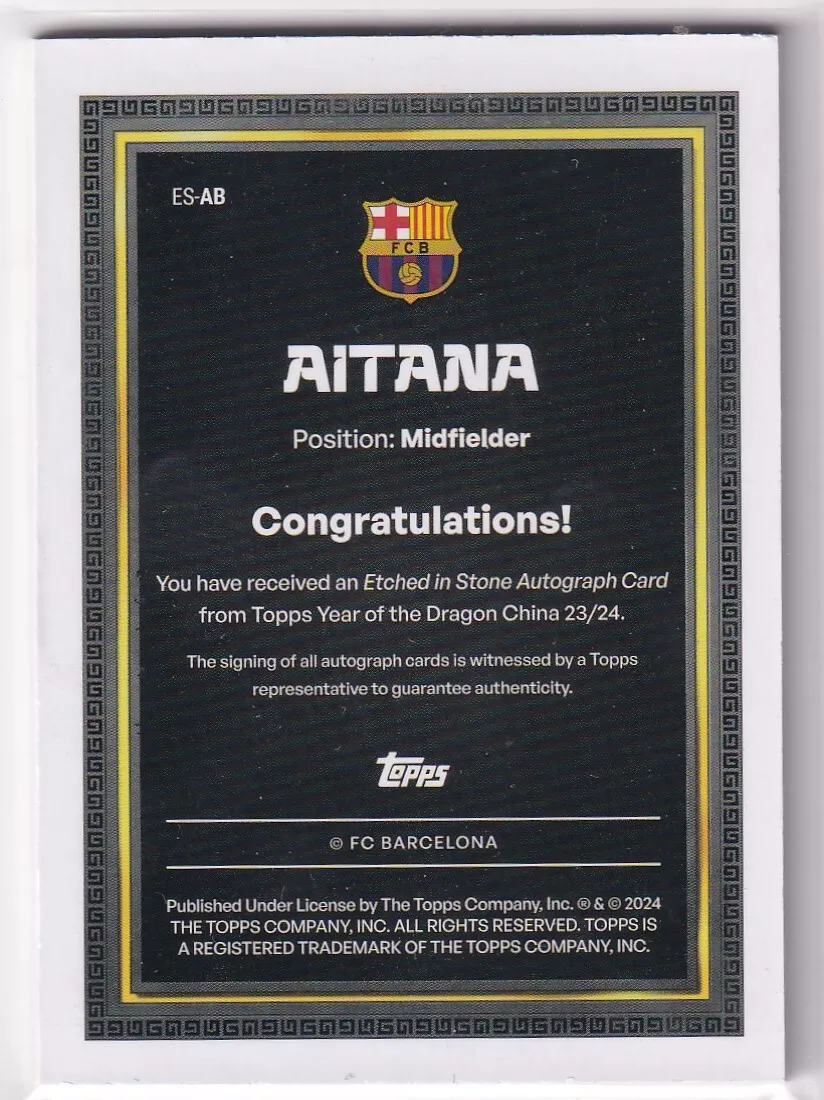 ES-AB
FCB
AITANA
Position: Midfielder
Congratulations!
You have received an Etched in Stone Autograph Card
from Topps Year of the Dragon China 23/24.
The signing of all autograph cards is witnessed by a Topps
representative to guarantee authenticity.
topps
© FC BARCELONA
Published Under License by The Topps Company, Inc. ® & © 2024
THE TOPPS COMPANY, INC. ALL RIGHTS RESERVED. TOPPS IS
A REGISTERED TRADEMARK OF THE TOPPS COMPANY, INC.